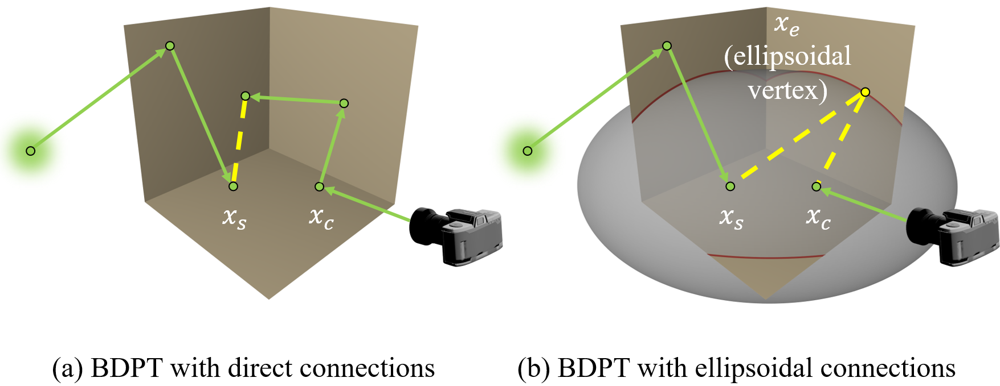 x_e
(ellipsoidal
vertex)
x_s
x_c
x_s
x_c
(a) BDPT with direct connections
(b) BDPT with ellipsoidal connections